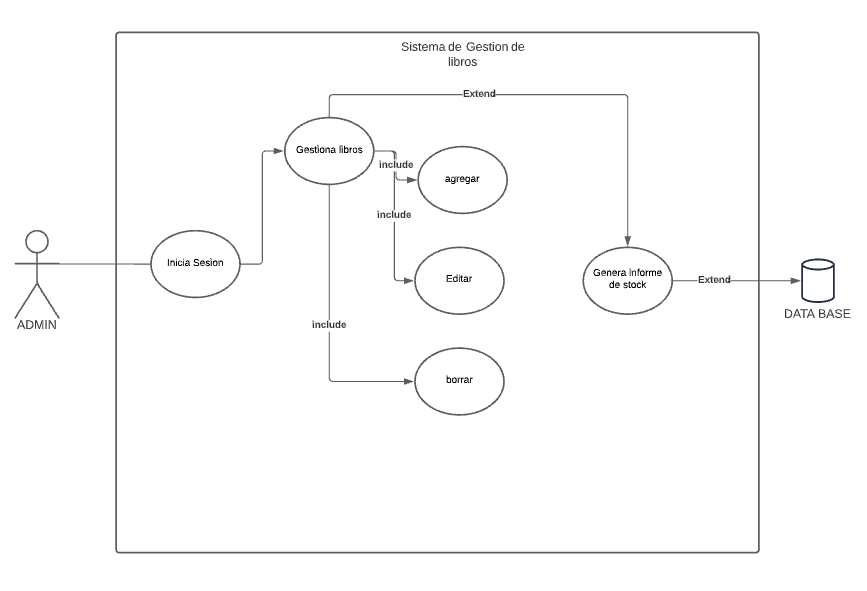 Sistema de Gestion de
libros
Extend
Gestiona libros
include
agregar
include
Inicia Sesion
Editar
Genera informe
de stock
Extend
DATA BASE
ADMIN
include
borrar